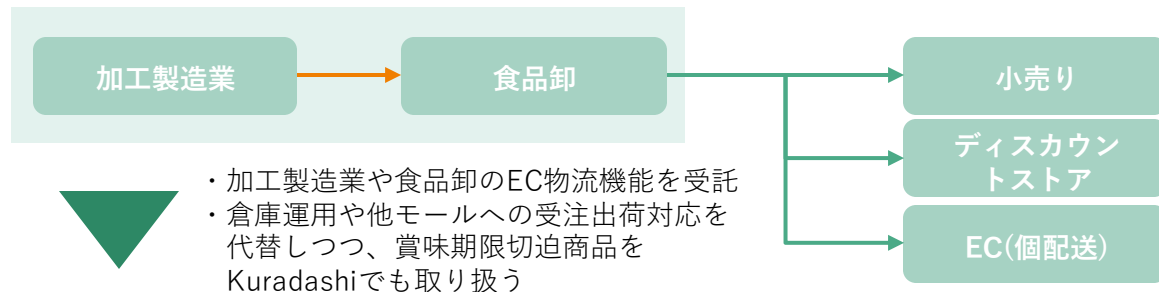 加工製造業
食品卸
小売り
ディスカウン
トストア
EC(個配送)
・加工製造業や食品卸のEC物流機能を受託
・倉庫運用や他モールへの受注出荷対応を
代替しつつ、賞味期限切迫商品を
Kuradashiでも取り扱う